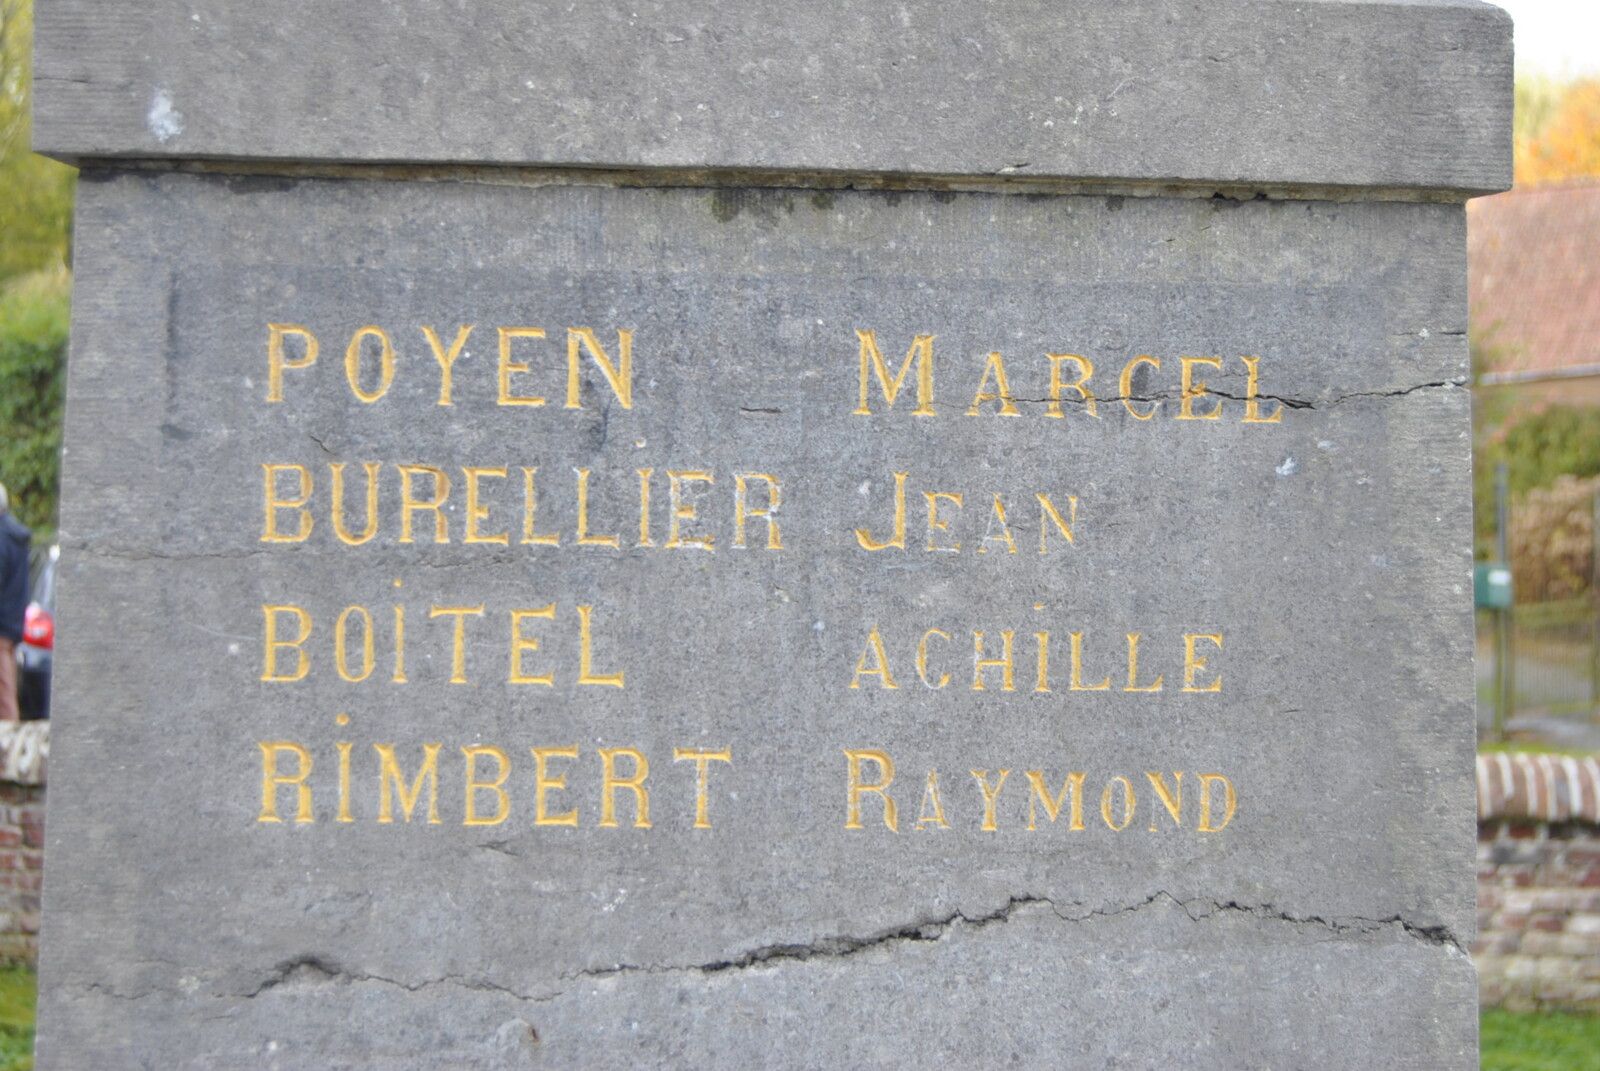 POYEN MARCEL
BURELLiER JEAN
BOiTEL ACHiLLE
RiMBERT RAYMOND